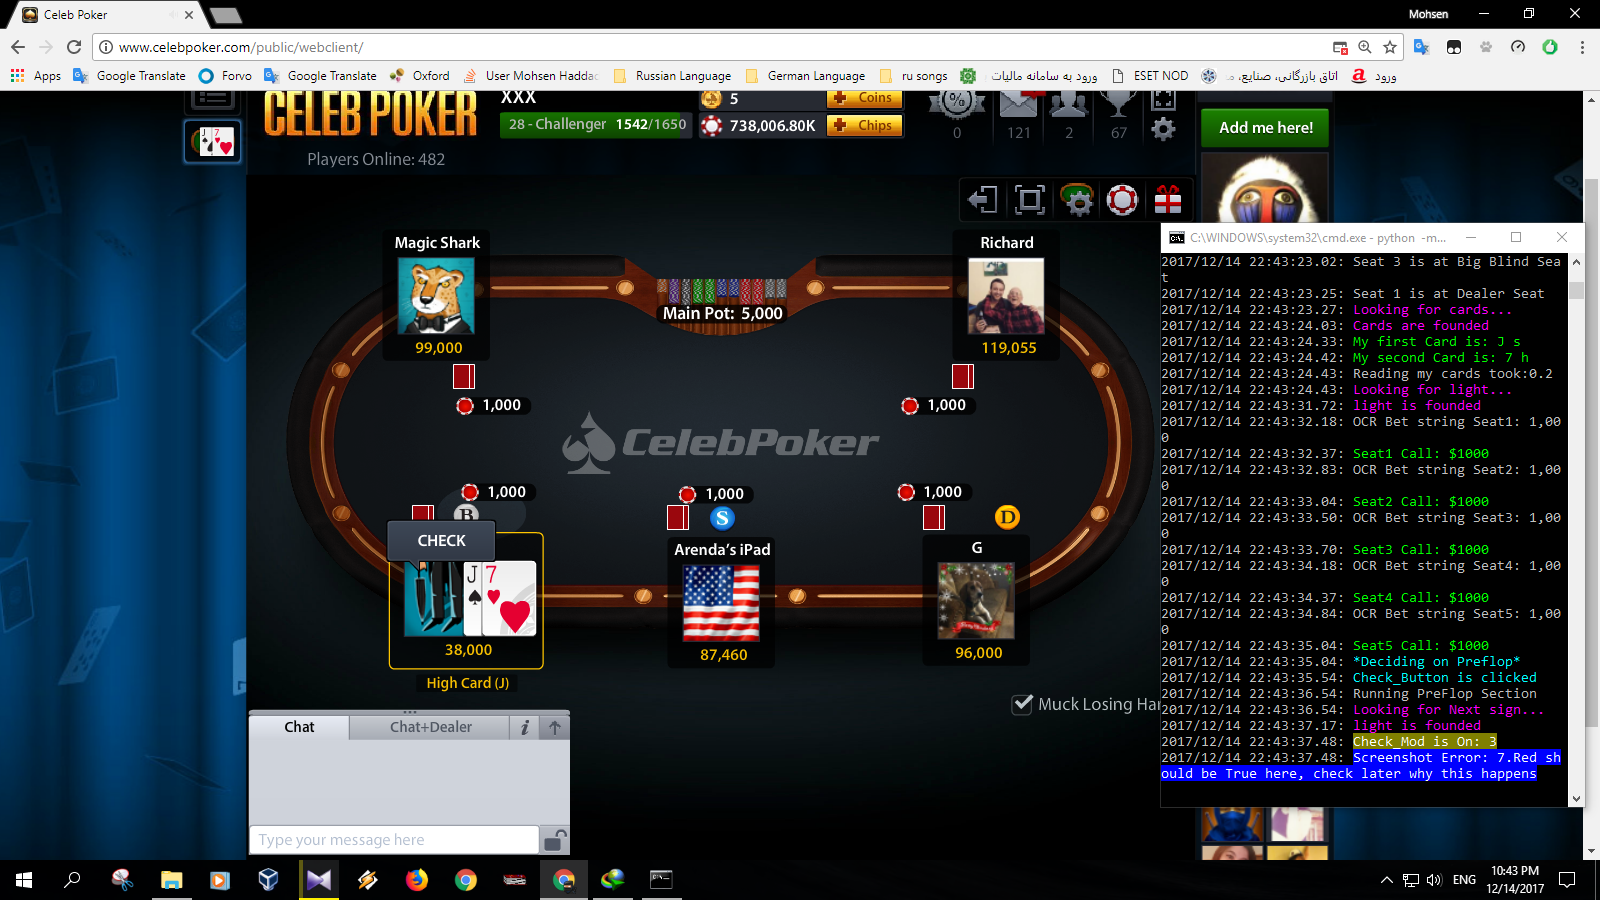 Celeb Poker
Mohsen
www.celebpoker.com/public/webclient/
Apps
Google Translate
Forvo
Google Translate
Oxford
User Mohsen Haddad
Russian Language
German Language
ru songs
ورود به سامانه مالیات
ESET NOD
اتاق بازرگانی، صنایع، م
ورود
CELEB POKER
XXX
28 - Challenger 1542/1650
5
Coins
738,006.80K
Chips
%
0
121
2
67
Players Online: 482
Add me here!
J 7
Magic Shark
99,000
Richard
119,055
Main Pot: 5,000
1,000
1,000
CelebPoker
1,000
1,000
1,000
B
S
D
CHECK
J 7
38,000
High Card (J)
Arenda's iPad
87,460
G
96,000
Muck Losing Han
Chat
Chat+Dealer
i
Type your message here
C:\WINDOWS\system32\cmd.exe - python -m...
2017/12/14 22:43:23.02: Seat 3 is at Big Blind Sea
t
2017/12/14 22:43:23.25: Seat 1 is at Dealer Seat
2017/12/14 22:43:23.27: Looking for cards...
2017/12/14 22:43:24.03: Cards are founded
2017/12/14 22:43:24.33: My first Card is: J s
2017/12/14 22:43:24.42: My second Card is: 7 h
2017/12/14 22:43:24.43: Reading my cards took:0.2
2017/12/14 22:43:24.43: Looking for light...
2017/12/14 22:43:31.72: light is founded
2017/12/14 22:43:32.18: OCR Bet string Seat1: 1,00
0
2017/12/14 22:43:32.37: Seat1 Call: $1000
2017/12/14 22:43:32.83: OCR Bet string Seat2: 1,00
0
2017/12/14 22:43:33.04: Seat2 Call: $1000
2017/12/14 22:43:33.50: OCR Bet string Seat3: 1,00
0
2017/12/14 22:43:33.70: Seat3 Call: $1000
2017/12/14 22:43:34.18: OCR Bet string Seat4: 1,00
0
2017/12/14 22:43:34.37: Seat4 Call: $1000
2017/12/14 22:43:34.84: OCR Bet string Seat5: 1,00
0
2017/12/14 22:43:35.04: Seat5 Call: $1000
2017/12/14 22:43:35.04: *Deciding on Preflop*
2017/12/14 22:43:35.54: Check_Button is clicked
2017/12/14 22:43:36.54: Running PreFlop Section
2017/12/14 22:43:36.54: Looking for Next sign...
2017/12/14 22:43:37.17: light is founded
2017/12/14 22:43:37.48: Check_Mod is On: 3
2017/12/14 22:43:37.48: Screenshot Error: 7.Red sh
ould be True here, check later why this happens
ENG
10:43 PM
12/14/2017